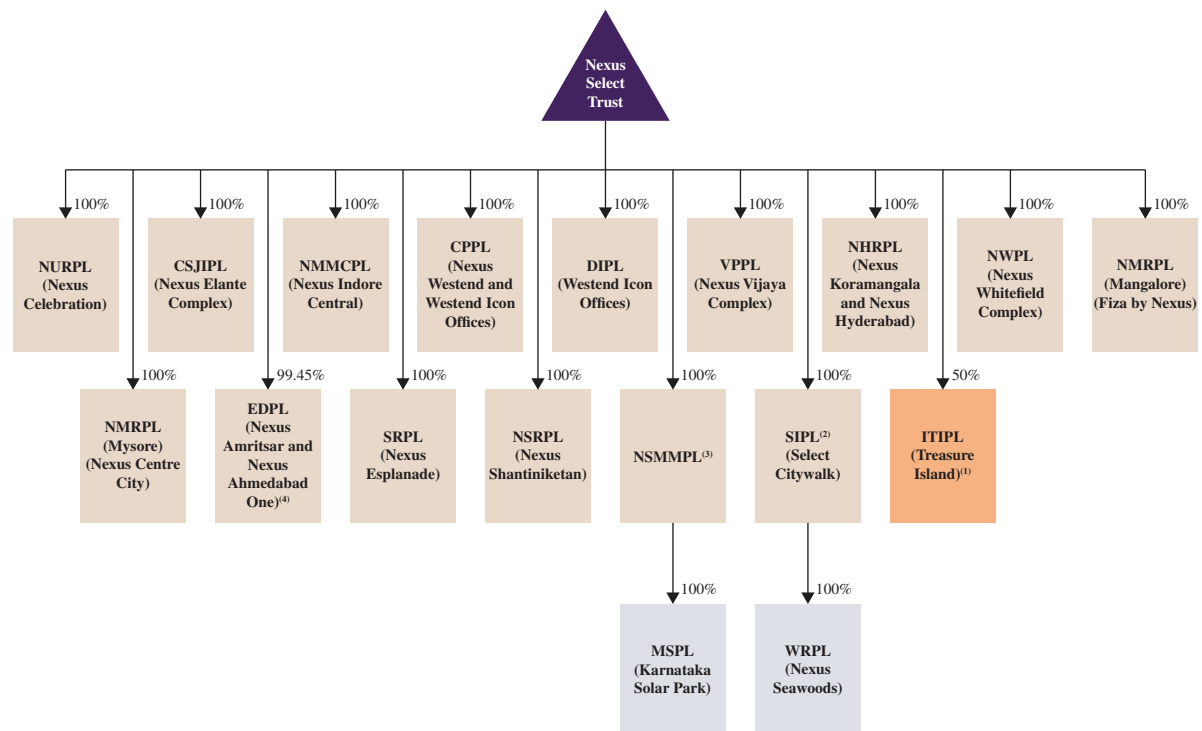 Nexus
Select
Trust
100%
100%
100%
100%
100%
100%
100%
100%
100%
NURPL
(Nexus
Celebration)
CSJIPL
(Nexus Elante
Complex)
NMMCPL
(Nexus Indore
Central)
CPPL
(Nexus
Westend and
Westend Icon
Offices)
DIPL
(Westend Icon
Offices)
VPPL
(Nexus Vijaya
Complex)
NHRPL
(Nexus
Koramangala
and Nexus
Hyderabad)
NWPL
(Nexus
Whitefield
Complex)
NMRPL
(Mangalore)
(Fiza by Nexus)
100%
99.45%
100%
100%
100%
100%
50%
NMRPL
(Mysore)
(Nexus Centre
City)
EDPL
(Nexus
Amritsar and
Nexus
Ahmedabad
One)(4)
SRPL
(Nexus
Esplanade)
NSRPL
(Nexus
Shantiniketan)
NSMMPL(3)
SIPL(2)
(Select
Citywalk)
ITIPL
(Treasure
Island)(1)
100%
100%
MSPL
(Karnataka
Solar Park)
WRPL
(Nexus
Seawoods)